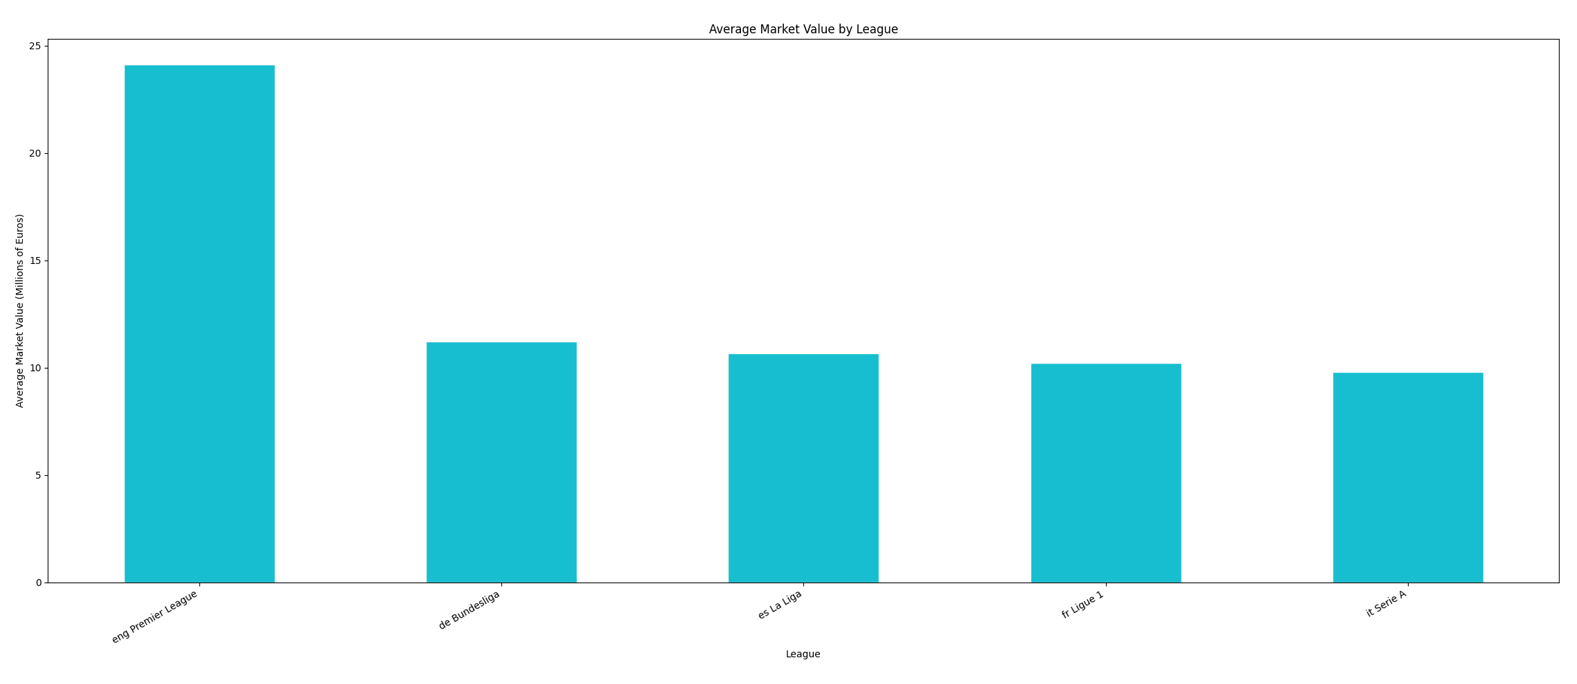 Average Market Value by League
Average Market Value (Millions of Euros)
25
20
15
10
5
0
eng Premier League
de Bundesliga
es La Liga
fr Ligue 1
it Serie A
League